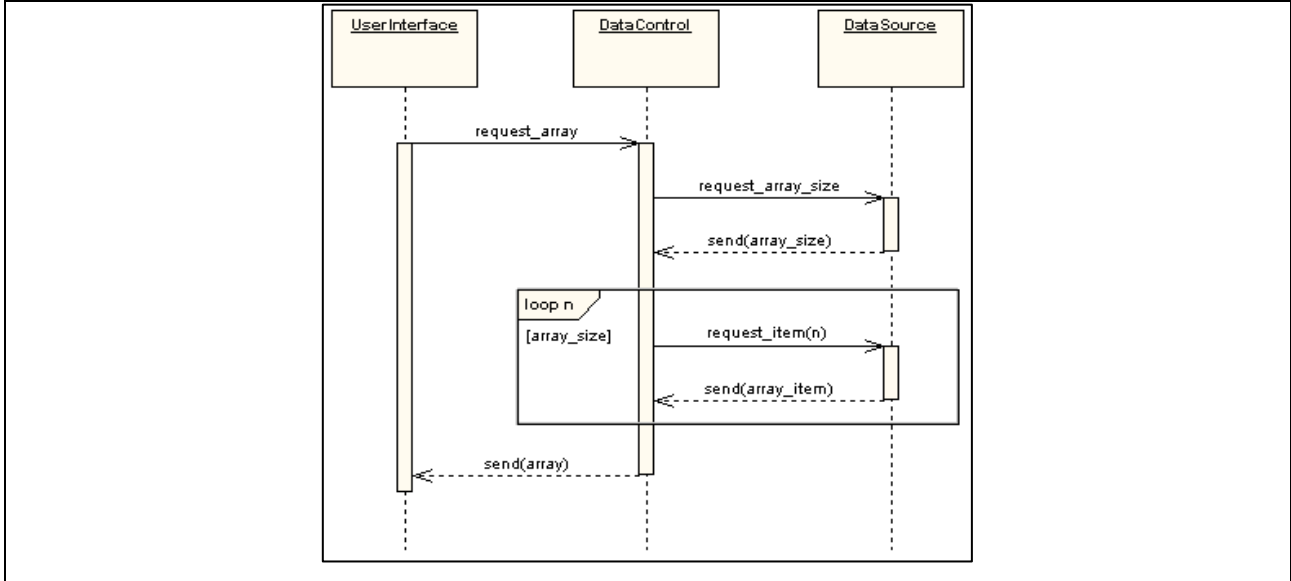 UserInterface
DataControl
DataSource
request_array
request_array_size
send(array_size)
loop n
[array_size]
request_item(n)
send(array_item)
send(array)